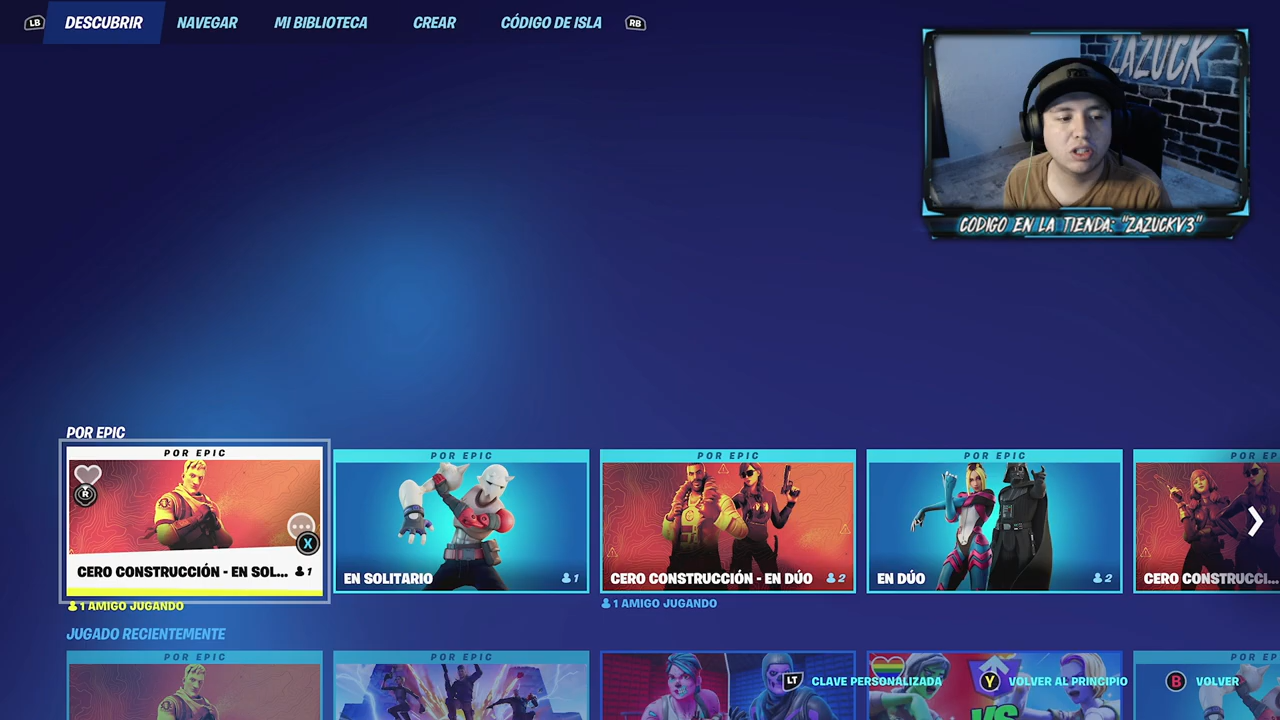 LB DESCUBRIR NAVEGAR MI BIBLIOTECA CREAR CÓDIGO DE ISLA RB
ZAZUCK
CODIGO EN LA TIENDA: "ZAZUCKV3"
POR EPIC
POR EPIC
R
X
CERO CONSTRUCCIÓN - EN SOL... 1
1 AMIGO JUGANDO
POR EPIC
EN SOLITARIO 1
POR EPIC
CERO CONSTRUCCIÓN - EN DÚO 2
1 AMIGO JUGANDO
POR EPIC
EN DÚO 2
POR EP
CERO CONSTRUCCI...
JUGADO RECIENTEMENTE
POR EPIC
POR EPIC
VS
POR EP
LT CLAVE PERSONALIZADA Y VOLVER AL PRINCIPIO B VOLVER